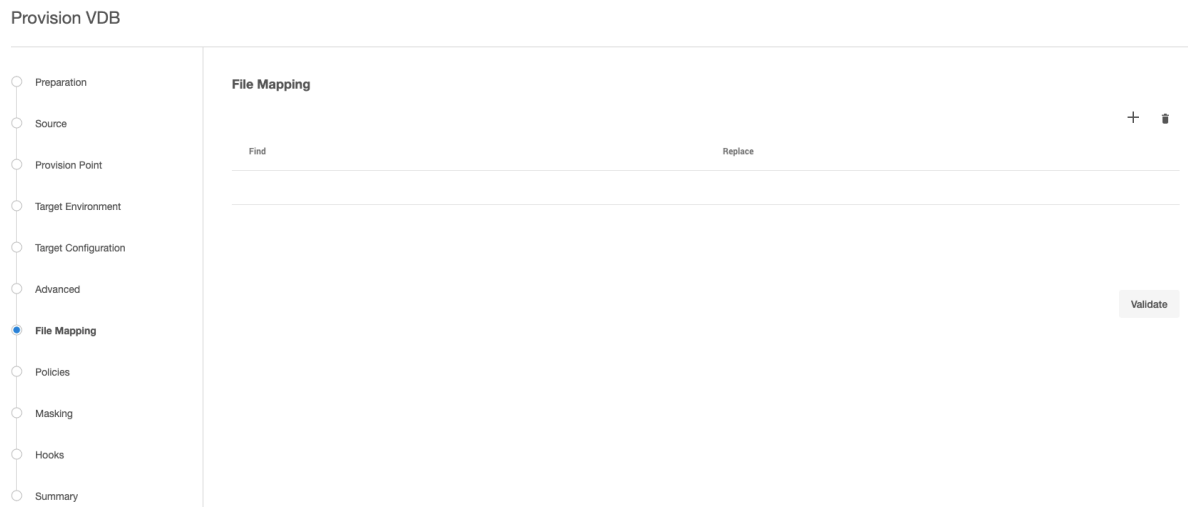 Provision VDB
Preparation
Source
Provision Point
Target Environment
Target Configuration
Advanced
File Mapping
Policies
Masking
Hooks
Summary
File Mapping
Find Replace
Validate